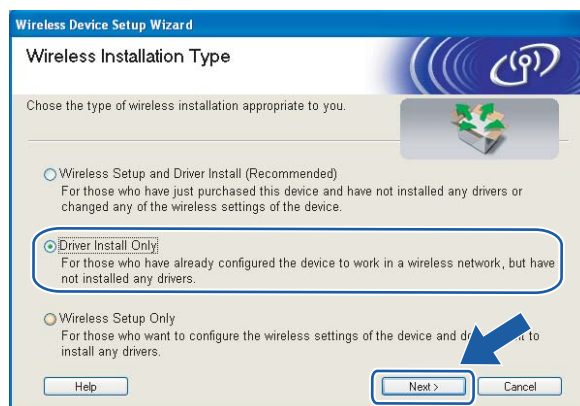 Wireless Device Setup Wizard
Wireless Installation Type
Chose the type of wireless installation appropriate to you.
Wireless Setup and Driver Install (Recommended)
For those who have just purchased this device and have not installed any drivers or
changed any of the wireless settings of the device.
Driver Install Only
For those who have already configured the device to work in a wireless network, but have
not installed any drivers.
Wireless Setup Only
For those who want to configure the wireless settings of the device and to
install any drivers.
Help
Next >
Cancel